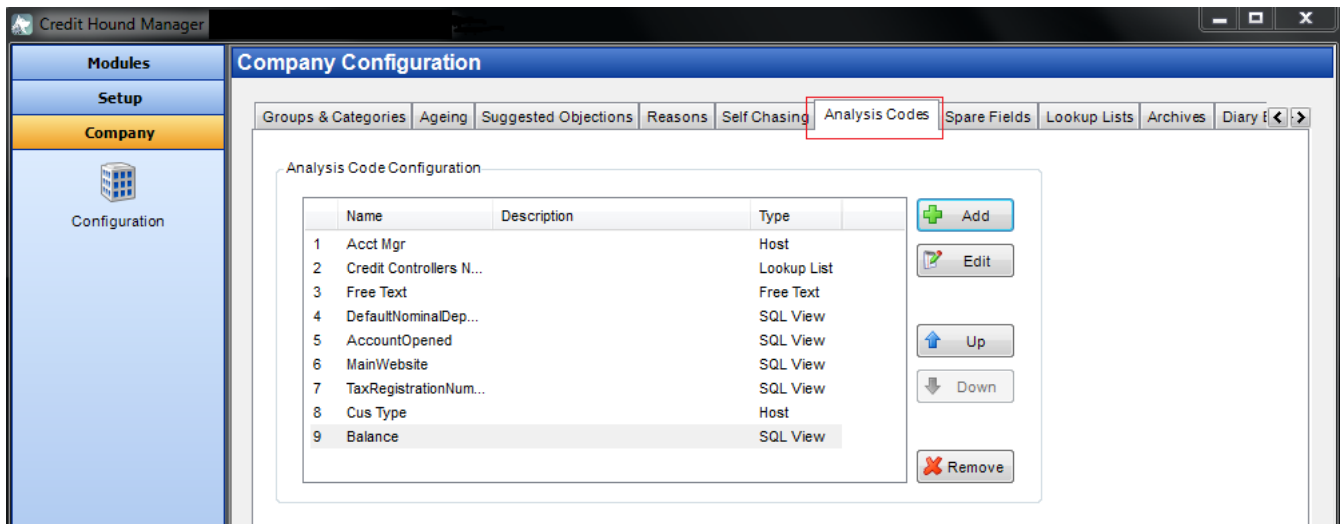 Credit Hound Manager
Modules
Company Configuration
Setup
Groups & Categories Ageing Suggested Objections Reasons Self Chasing Analysis Codes Spare Fields Lookup Lists Archives Diary
Company
Analysis Code Configuration
Name Description Type
Add
Configuration
1 Acct Mgr Host
2 Credit Controllers N... Lookup List
Edit
3 Free Text Free Text
4 DefaultNominalDep... SQL View
5 AccountOpened SQL View
Up
6 MainWebsite SQL View
7 TaxRegistrationNum... SQL View
Down
8 Cus Type Host
9 Balance SQL View
Remove